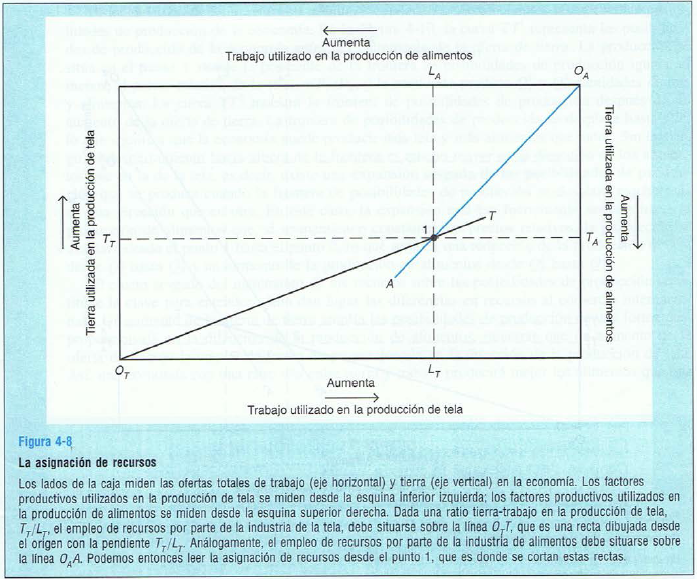 Aumenta
Trabajo utilizado en la producción de alimentos
L_A
O_A
Aumenta
Tierra utilizada en la producción de tela
Tierra utilizada en la producción de alimentos
Aumenta
T
1
T_T
T_A
A
O_T
L_T
Aumenta
Trabajo utilizado en la producción de tela
Figura 4-8
La asignación de recursos
Los lados de la caja miden las ofertas totales de trabajo (eje horizontal) y tierra (eje vertical) en la economía. Los factores
productivos utilizados en la producción de tela se miden desde la esquina inferior izquierda; los factores productivos utilizados en
la producción de alimentos se miden desde la esquina superior derecha. Dada una ratio tierra-trabajo en la producción de tela,
T_T/L_T, el empleo de recursos por parte de la industria de la tela, debe situarse sobre la línea O_TT, que es una recta dibujada desde
el origen con la pendiente T_T/L_T. Análogamente, el empleo de recursos por parte de la industria de alimentos debe situarse sobre
la línea O_AA. Podemos entonces leer la asignación de recursos desde el punto 1, que es donde se cortan estas rectas.